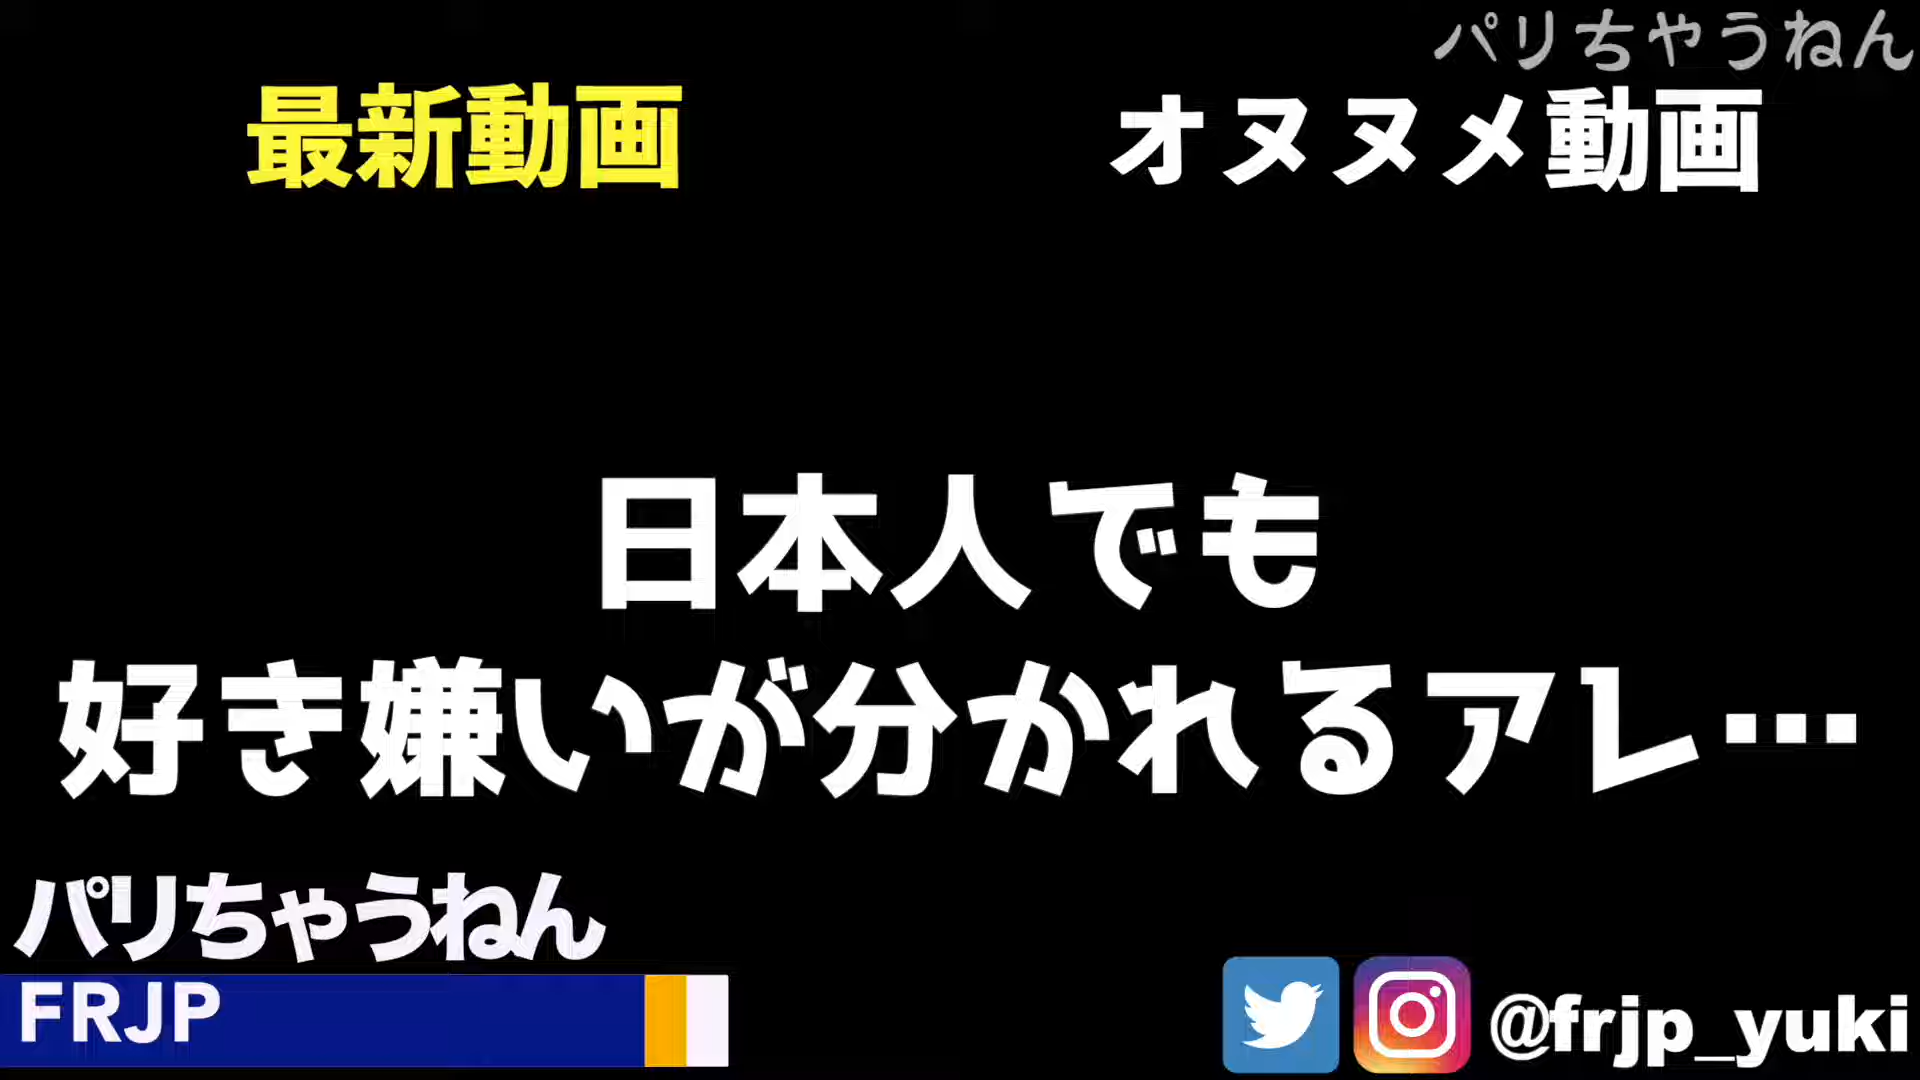 パリちゃうねん
最新動画
オヌヌメ動画
日本人でも
好き嫌いが分かれるアレ…
パリちゃうねん
FRJP
@frjp_yuki